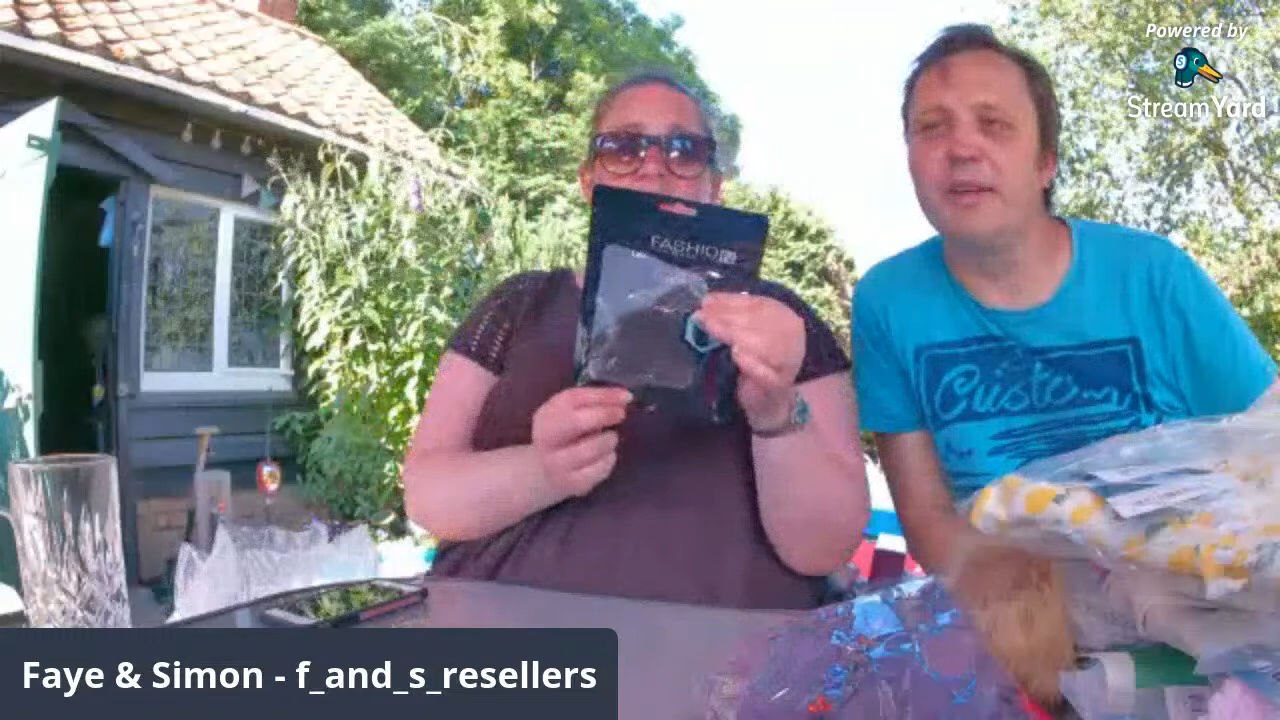 Powered by
StreamYard
FASHION
Custom
Faye & Simon - f_and_s_resellers